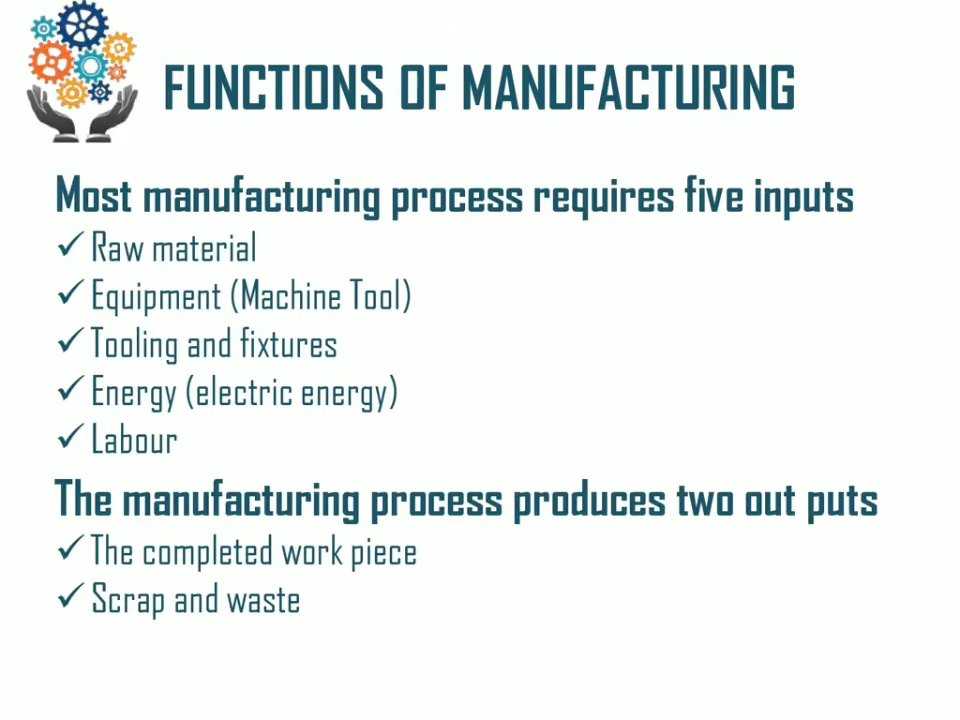 FUNCTIONS OF MANUFACTURING
Most manufacturing process requires five inputs
✓ Raw material
✓ Equipment (Machine Tool)
✓ Tooling and fixtures
✓ Energy (electric energy)
✓ Labour
The manufacturing process produces two out puts
✓ The completed work piece
✓ Scrap and waste